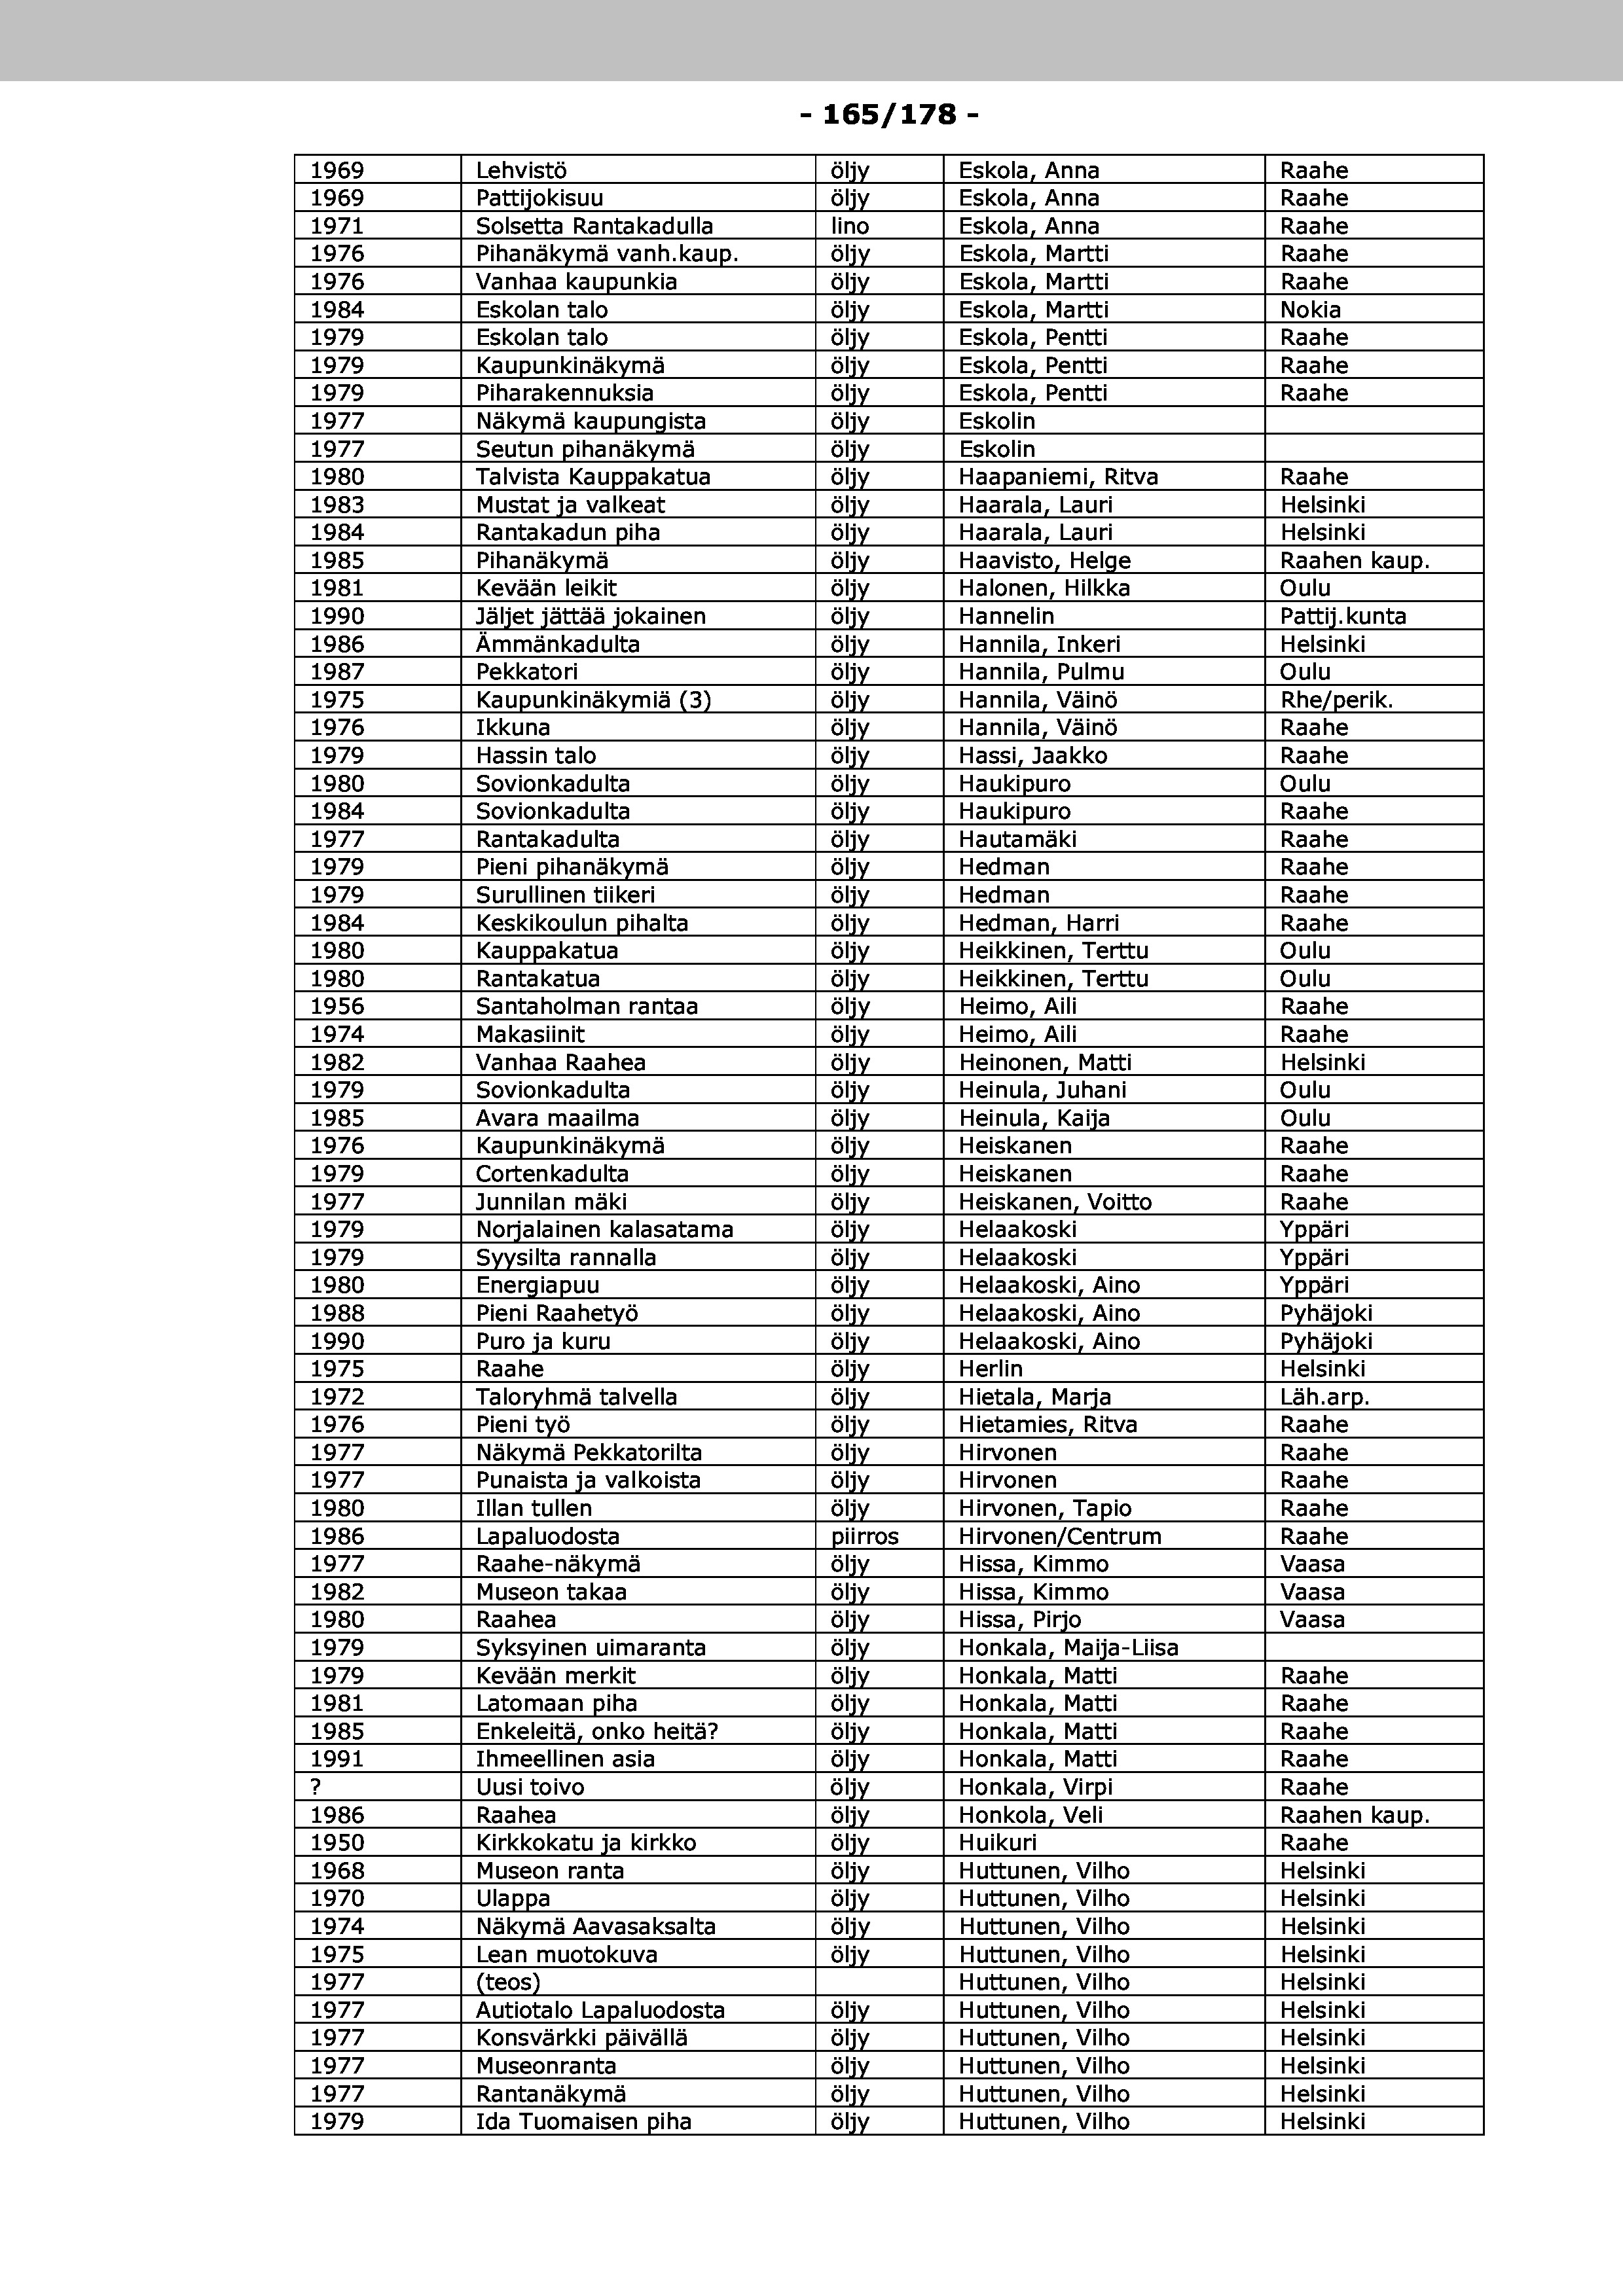 - 165/178 -
1969 Lehvistö öljy Eskola, Anna Raahe
1969 Pattijokisuu öljy Eskola, Anna Raahe
1971 Solsetta Rantakadulla lino Eskola, Anna Raahe
1976 Pihanäkymä vanh.kaup. öljy Eskola, Martti Raahe
1976 Vanhaa kaupunkia öljy Eskola, Martti Raahe
1984 Eskolan talo öljy Eskola, Martti Nokia
1979 Eskolan talo öljy Eskola, Pentti Raahe
1979 Kaupunkinäkymä öljy Eskola, Pentti Raahe
1979 Piharakennuksia öljy Eskola, Pentti Raahe
1977 Näkymä kaupungista öljy Eskolin
1977 Seutun pihanäkymä öljy Eskolin
1980 Talvista Kauppakatua öljy Haapaniemi, Ritva Raahe
1983 Mustat ja valkeat öljy Haarala, Lauri Helsinki
1984 Rantakadun piha öljy Haarala, Lauri Helsinki
1985 Pihanäkymä öljy Haavisto, Helge Raahen kaup.
1981 Kevään leikit öljy Halonen, Hilkka Oulu
1990 Jäljet jättää jokainen öljy Hannelin Pattij.kunta
1986 Ämmänkadulta öljy Hannila, Inkeri Helsinki
1987 Pekkatori öljy Hannila, Pulmu Oulu
1975 Kaupunkinäkymiä (3) öljy Hannila, Väinö Rhe/perik.
1976 Ikkuna öljy Hannila, Väinö Raahe
1979 Hassin talo öljy Hassi, Jaakko Raahe
1980 Sovionkadulta öljy Haukipuro Oulu
1984 Sovionkadulta öljy Haukipuro Raahe
1977 Rantakadulta öljy Hautamäki Raahe
1979 Pieni pihanäkymä öljy Hedman Raahe
1979 Surullinen tiikeri öljy Hedman Raahe
1984 Keskikoulun pihalta öljy Hedman, Harri Raahe
1980 Kauppakatua öljy Heikkinen, Terttu Oulu
1980 Rantakatua öljy Heikkinen, Terttu Oulu
1956 Santaholman rantaa öljy Heimo, Aili Raahe
1974 Makasiinit öljy Heimo, Aili Raahe
1982 Vanhaa Raahea öljy Heinonen, Matti Helsinki
1979 Sovionkadulta öljy Heinula, Juhani Oulu
1985 Avara maailma öljy Heinula, Kaija Oulu
1976 Kaupunkinäkymä öljy Heiskanen Raahe
1979 Cortenkadulta öljy Heiskanen Raahe
1977 Junnilan mäki öljy Heiskanen, Voitto Raahe
1979 Norjalainen kalasatama öljy Helaakoski Yppäri
1979 Syysilta rannalla öljy Helaakoski Yppäri
1980 Energiapuu öljy Helaakoski, Aino Yppäri
1988 Pieni Raahetyö öljy Helaakoski, Aino Pyhäjoki
1990 Puro ja kuru öljy Helaakoski, Aino Pyhäjoki
1975 Raahe öljy Herlin Helsinki
1972 Taloryhmä talvella öljy Hietala, Marja Läh.arp.
1976 Pieni työ öljy Hietamies, Ritva Raahe
1977 Näkymä Pekkatorilta öljy Hirvonen Raahe
1977 Punaista ja valkoista öljy Hirvonen Raahe
1980 Illan tullen öljy Hirvonen, Tapio Raahe
1986 Lapaluodosta piirros Hirvonen/Centrum Raahe
1977 Raahe-näkymä öljy Hissa, Kimmo Vaasa
1982 Museon takaa öljy Hissa, Kimmo Vaasa
1980 Raahea öljy Hissa, Pirjo Vaasa
1979 Syksyinen uimaranta öljy Honkala, Maija-Liisa
1979 Kevään merkit öljy Honkala, Matti Raahe
1981 Latomaan piha öljy Honkala, Matti Raahe
1985 Enkeleitä, onko heitä? öljy Honkala, Matti Raahe
1991 Ihmeellinen asia öljy Honkala, Matti Raahe
? Uusi toivo öljy Honkala, Virpi Raahe
1986 Raahea öljy Honkola, Veli Raahen kaup.
1950 Kirkkokatu ja kirkko öljy Huikuri Raahe
1968 Museon ranta öljy Huttunen, Vilho Helsinki
1970 Ulappa öljy Huttunen, Vilho Helsinki
1974 Näkymä Aavasaksalta öljy Huttunen, Vilho Helsinki
1975 Lean muotokuva öljy Huttunen, Vilho Helsinki
1977 (teos) Huttunen, Vilho Helsinki
1977 Autiotalo Lapaluodosta öljy Huttunen, Vilho Helsinki
1977 Konsvärkki päivällä öljy Huttunen, Vilho Helsinki
1977 Museonranta öljy Huttunen, Vilho Helsinki
1977 Rantanäkymä öljy Huttunen, Vilho Helsinki
1979 Ida Tuomaisen piha öljy Huttunen, Vilho Helsinki